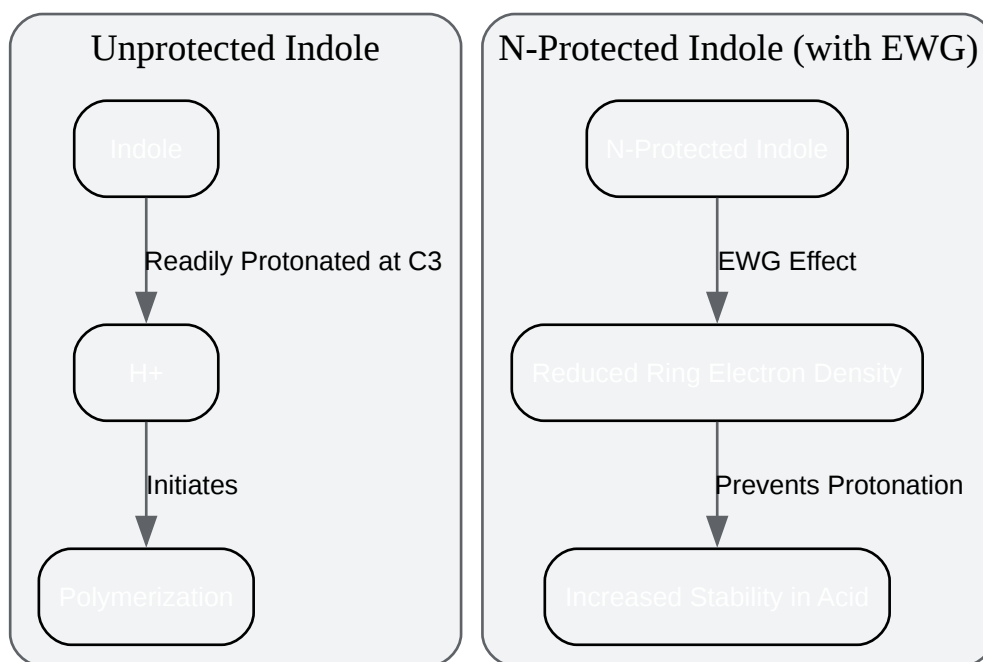 Unprotected Indole
Indole
Readily Protonated at C3
H+
Initiates
Polymerization
N-Protected Indole (with EWG)
N-Protected Indole
EWG Effect
Reduced Ring Electron Density
Prevents Protonation
Increased Stability in Acid